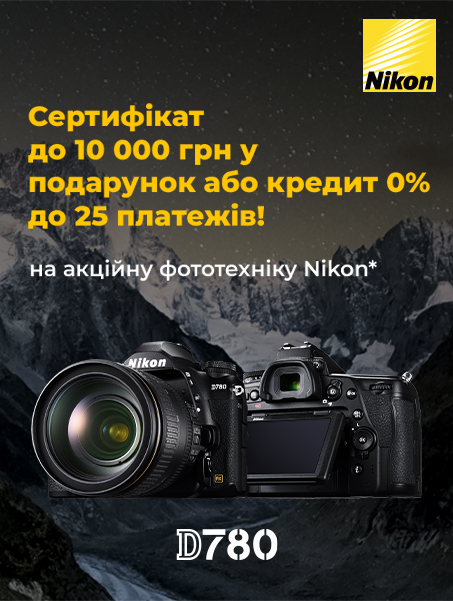 Nikon
Сертифікат
до 10 000 грн у
подарунок або кредит 0%
до 25 платежів!
на акційну фототехніку Nikon*
Nikon
D780
D780